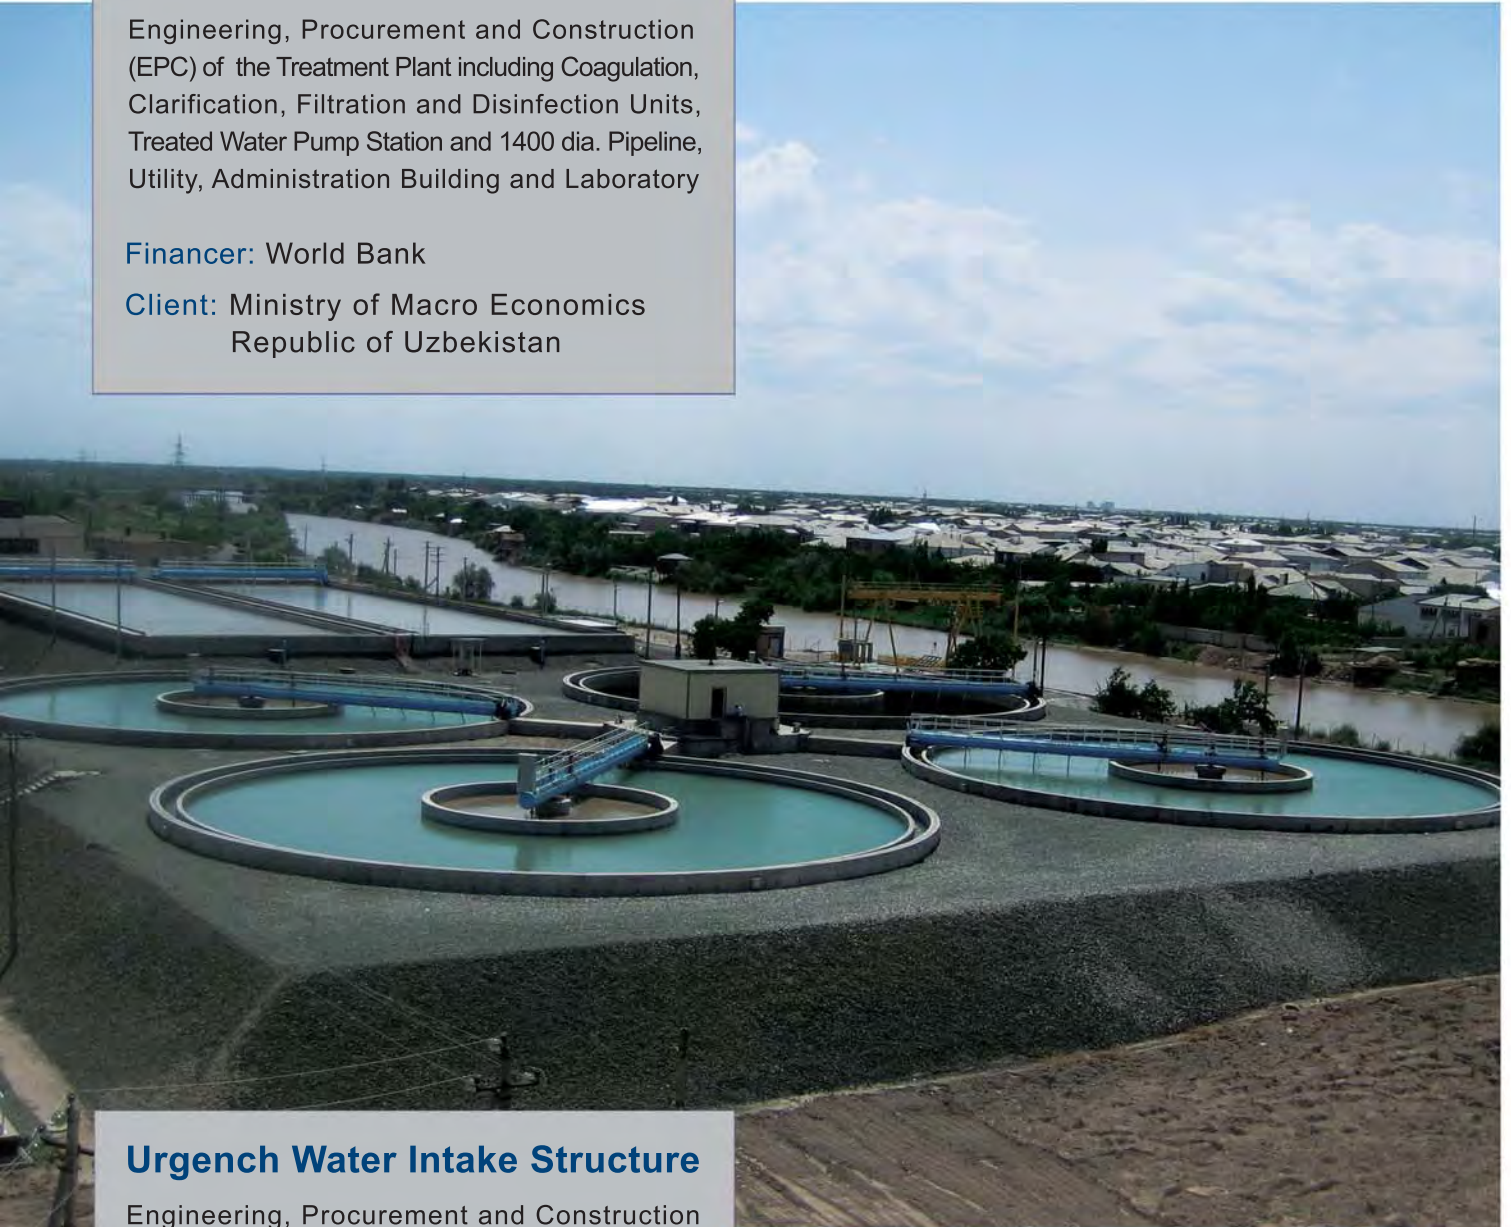 Engineering, Procurement and Construction
(EPC) of the Treatment Plant including Coagulation,
Clarification, Filtration and Disinfection Units,
Treated Water Pump Station and 1400 dia. Pipeline,
Utility, Administration Building and Laboratory
Financer: World Bank
Client: Ministry of Macro Economics
Republic of Uzbekistan
Urgench Water Intake Structure
Engineering, Procurement and Construction